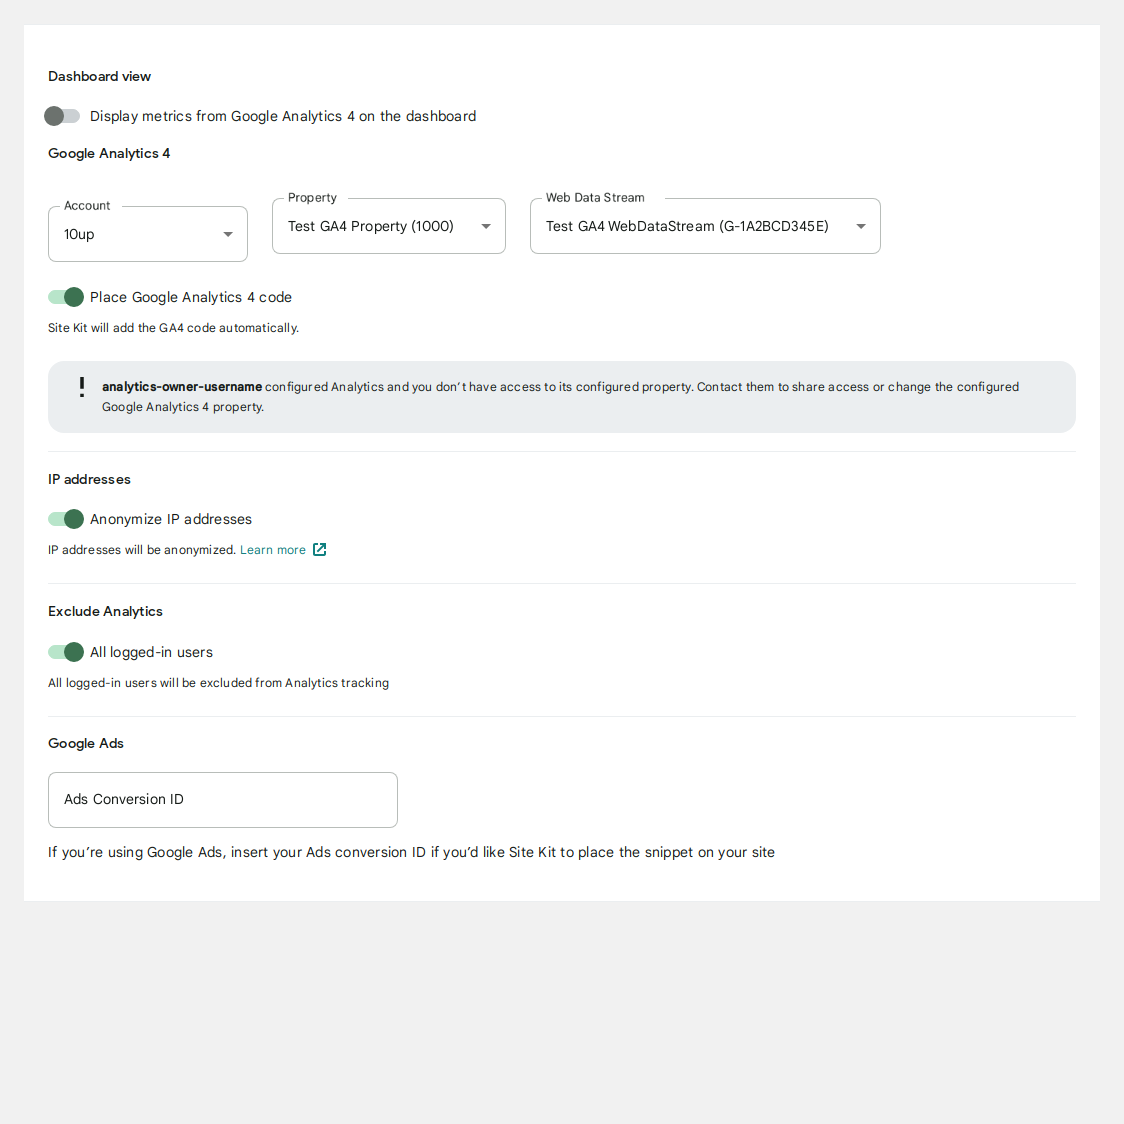 Dashboard view
Display metrics from Google Analytics 4 on the dashboard
Google Analytics 4
Account
10up
Property
Test GA4 Property (1000)
Web Data Stream
Test GA4 WebDataStream (G-1A2BCD345E)
Place Google Analytics 4 code
Site Kit will add the GA4 code automatically.
analytics-owner-username configured Analytics and you don’t have access to its configured property. Contact them to share access or change the configured
Google Analytics 4 property.
IP addresses
Anonymize IP addresses
IP addresses will be anonymized. Learn more
Exclude Analytics
All logged-in users
All logged-in users will be excluded from Analytics tracking
Google Ads
Ads Conversion ID
If you’re using Google Ads, insert your Ads conversion ID if you’d like Site Kit to place the snippet on your site